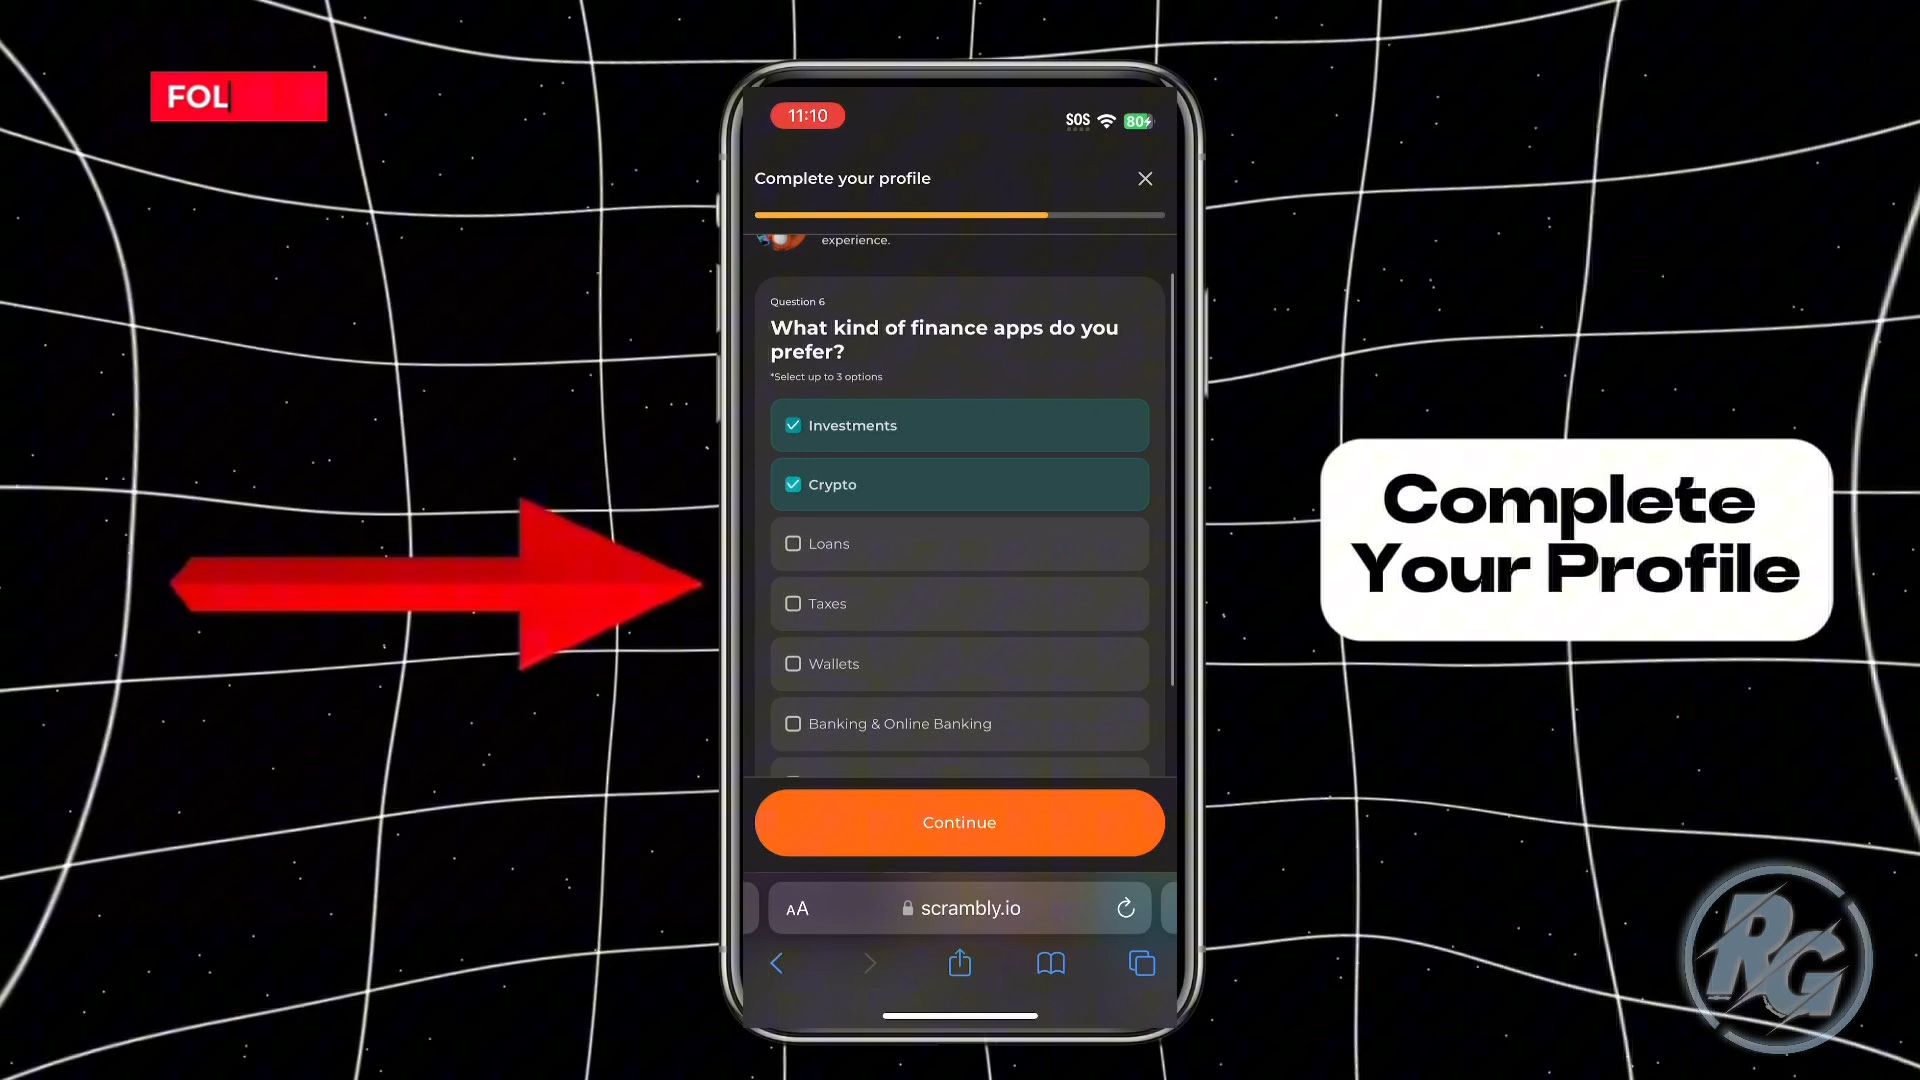 FOL
11:10
SOS
80
Complete your profile
experience.
Question 6
What kind of finance apps do you
prefer?
*Select up to 3 options
Investments
Crypto
Loans
Taxes
Wallets
Banking & Online Banking
Continue
AA
scrambly.io
Complete
Your Profile
RG